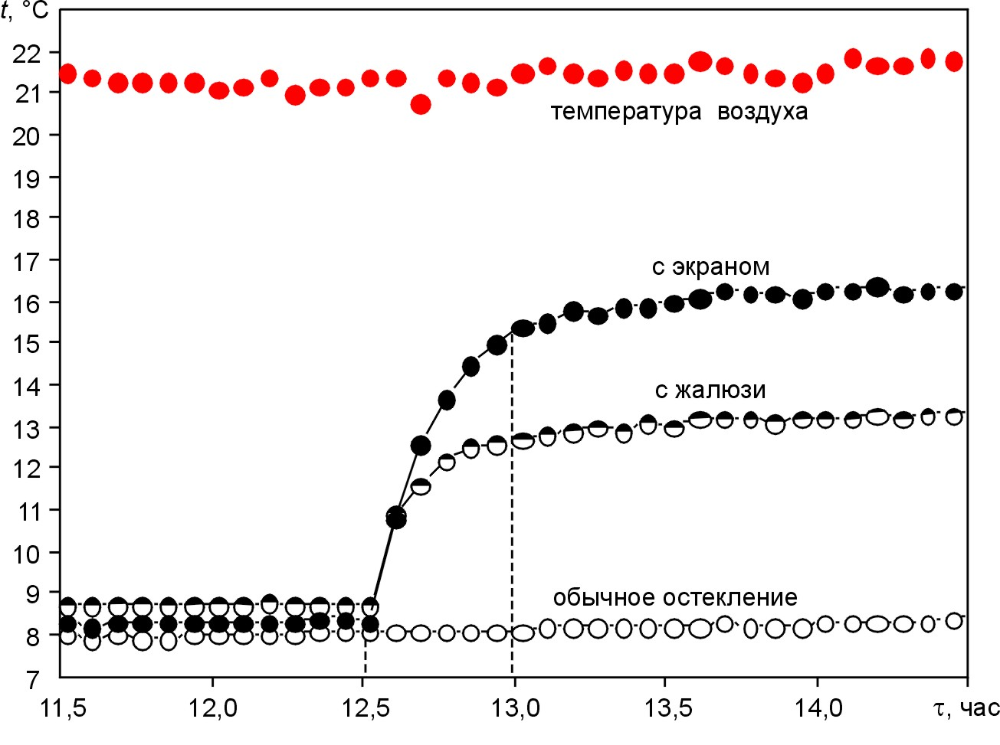 t, °C
22
21
температура воздуха
20
19
18
17
с экраном
16
15
14
с жалюзи
13
12
11
10
9
обычное остекление
8
7
11,5 12,0 12,5 13,0 13,5 14,0 τ, час